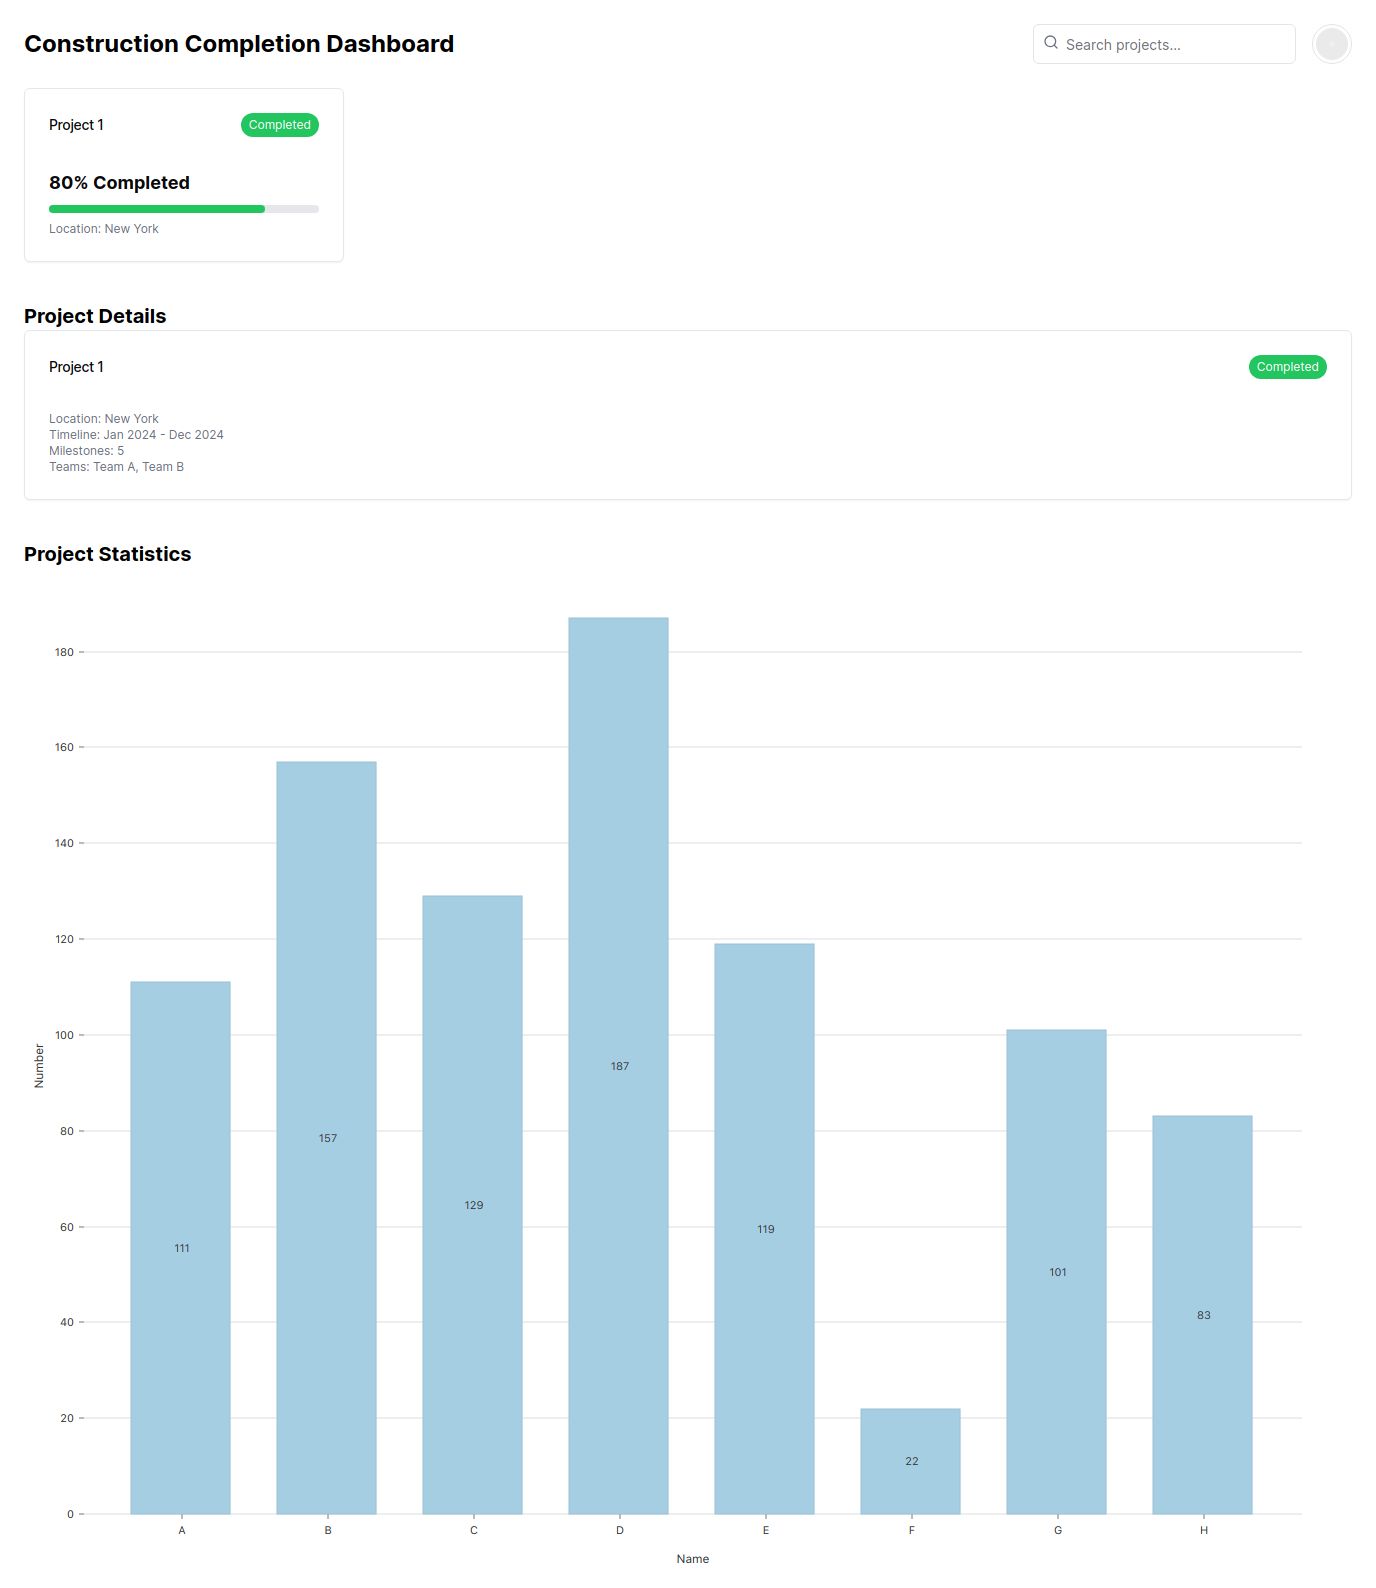 Construction Completion Dashboard
Search projects...
Project 1
Completed
80% Completed
Location: New York
Project Details
Project 1
Completed
Location: New York
Timeline: Jan 2024 - Dec 2024
Milestones: 5
Teams: Team A, Team B
Project Statistics
180
160
140
120
100
80
60
40
20
0
Number
111
157
129
187
119
22
101
83
A
B
C
D
E
F
G
H
Name